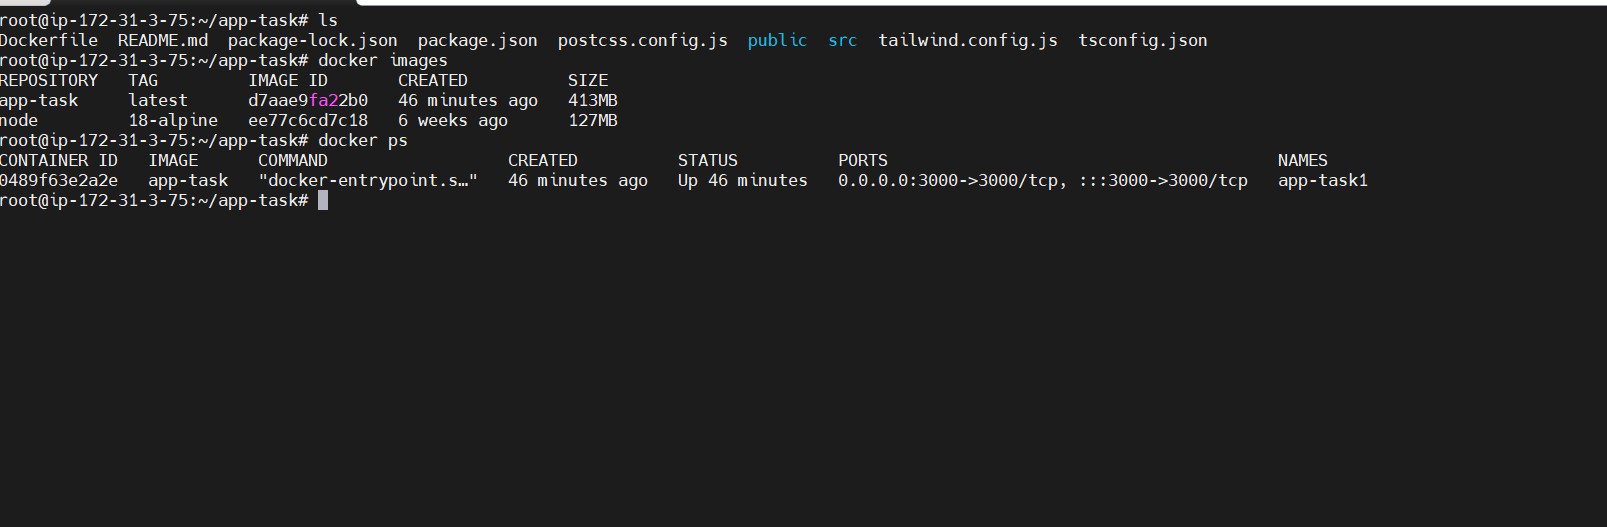 root@ip-172-31-3-75:~/app-task# ls
Dockerfile  README.md  package-lock.json  package.json  postcss.config.js  public  src  tailwind.config.js  tsconfig.json
root@ip-172-31-3-75:~/app-task# docker images
REPOSITORY   TAG         IMAGE ID       CREATED          SIZE
app-task     latest      d7aae9fa22b0   46 minutes ago   413MB
node         18-alpine   ee77c6cd7c18   6 weeks ago      127MB
root@ip-172-31-3-75:~/app-task# docker ps
CONTAINER ID   IMAGE      COMMAND                  CREATED          STATUS          PORTS                                       NAMES
0489f63e2a2e   app-task   "docker-entrypoint.s…"   46 minutes ago   Up 46 minutes   0.0.0.0:3000->3000/tcp, :::3000->3000/tcp   app-task1
root@ip-172-31-3-75:~/app-task#